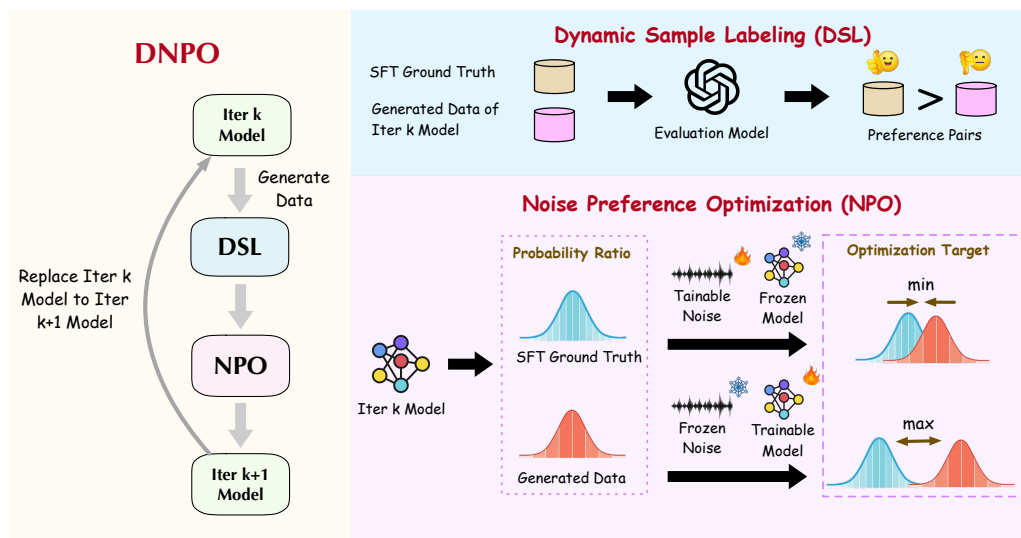 DNPO
Iter k
Model
Generate
Data
DSL
Replace Iter k
Model to Iter
k+1 Model
NPO
Iter k+1
Model
Dynamic Sample Labeling (DSL)
SFT Ground Truth
Generated Data of
Iter k Model
Evaluation Model
>
Preference Pairs
Noise Preference Optimization (NPO)
Iter k Model
Probability Ratio
SFT Ground Truth
Generated Data
Tainable
Noise
Frozen
Model
Frozen
Noise
Trainable
Model
Optimization Target
min
max